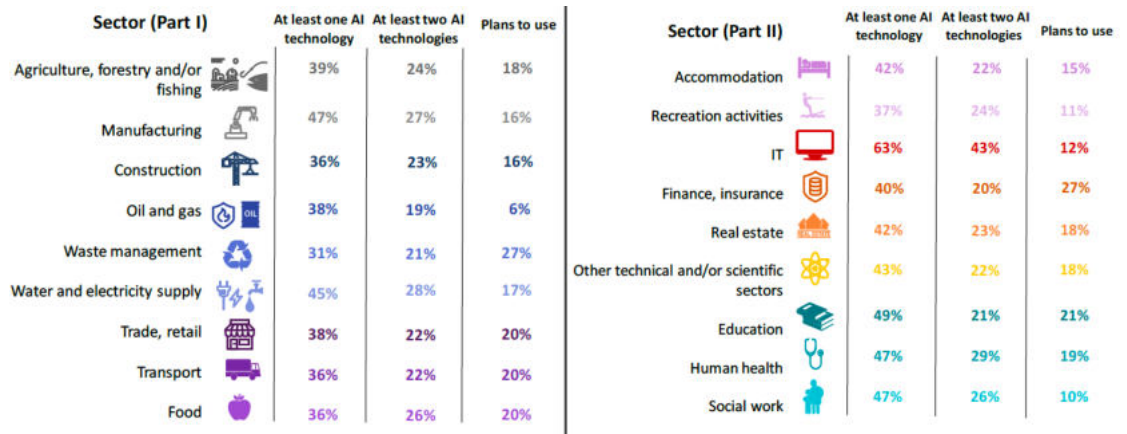 Sector (Part I) At least one AI technology At least two AI technologies Plans to use
Agriculture, forestry and/or fishing 39% 24% 18%
Manufacturing 47% 27% 16%
Construction 36% 23% 16%
Oil and gas OIL 38% 19% 6%
Waste management 31% 21% 27%
Water and electricity supply 45% 28% 17%
Trade, retail 38% 22% 20%
Transport 36% 22% 20%
Food 36% 26% 20%
Sector (Part II) At least one AI technology At least two AI technologies Plans to use
Accommodation 42% 22% 15%
Recreation activities 37% 24% 11%
IT 63% 43% 12%
Finance, insurance 40% 20% 27%
Real estate 42% 23% 18%
Other technical and/or scientific sectors 43% 22% 18%
Education 49% 21% 21%
Human health 47% 29% 19%
Social work 47% 26% 10%